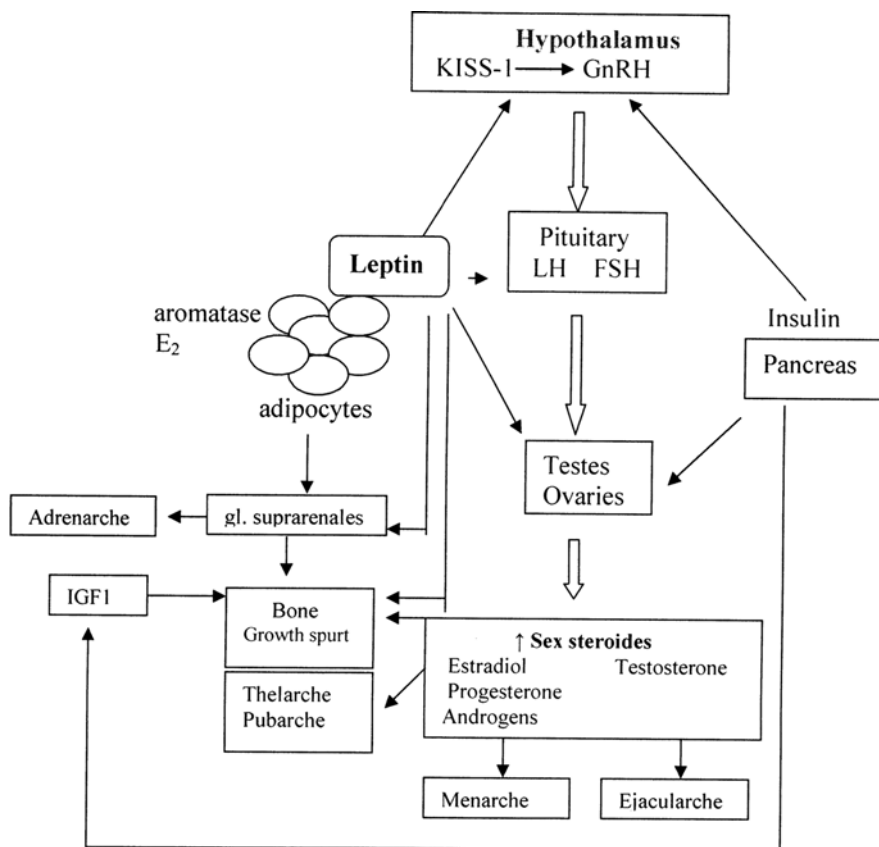 Hypothalamus
KISS-1 GnRH
Pituitary
LH FSH
Leptin
aromatase
E₂
adipocytes
Insulin
Pancreas
Testes
Ovaries
Adrenarche
gl. suprarenales
IGF1
Bone
Growth spurt
Thelarche
Pubarche
↑ Sex steroides
Estradiol Testosterone
Progesterone
Androgens
Menarche
Ejacularche